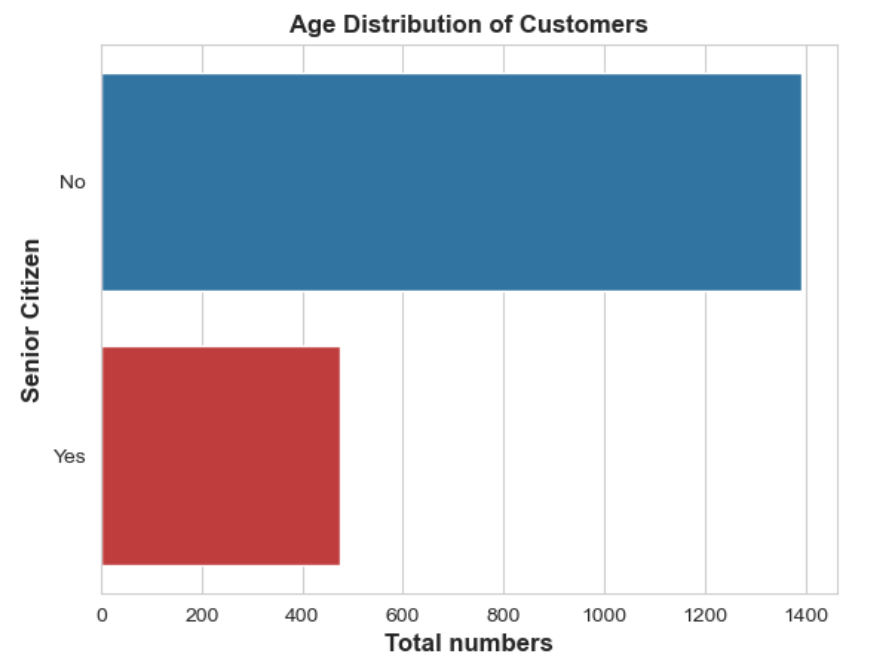 Age Distribution of Customers
Senior Citizen
No
Yes
0 200 400 600 800 1000 1200 1400
Total numbers